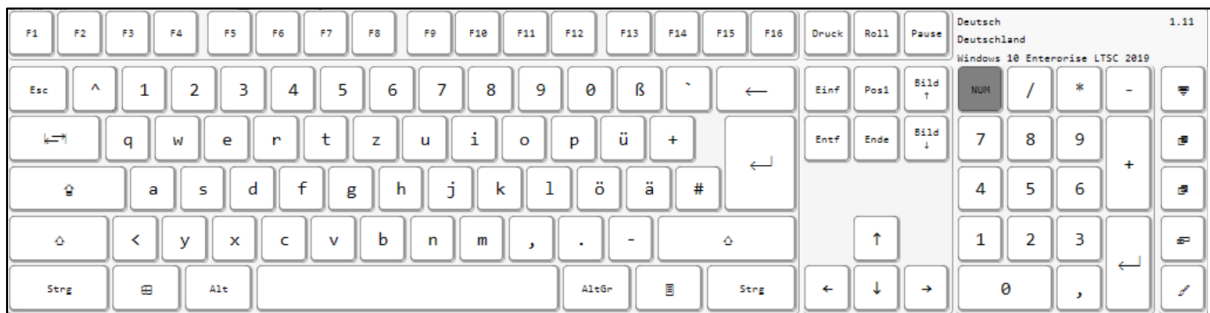 F1 F2 F3 F4 F5 F6 F7 F8 F9 F10 F11 F12 F13 F14 F15 F16 Druck Roll Pause Deutsch 1.11
Deutschland
Windows 10 Enterprise LTSC 2019
Esc ^ 1 2 3 4 5 6 7 8 9 0 ß ` ← Einf Pos1 Bild ↑ NUM / * -
q w e r t z u i o p ü + Entf Ende Bild ↓ 7 8 9 +
a s d f g h j k l ö ä # 4 5 6
< y x c v b n m , . - ↑ 1 2 3
Strg Alt AltGr Strg ← ↓ → 0 ,